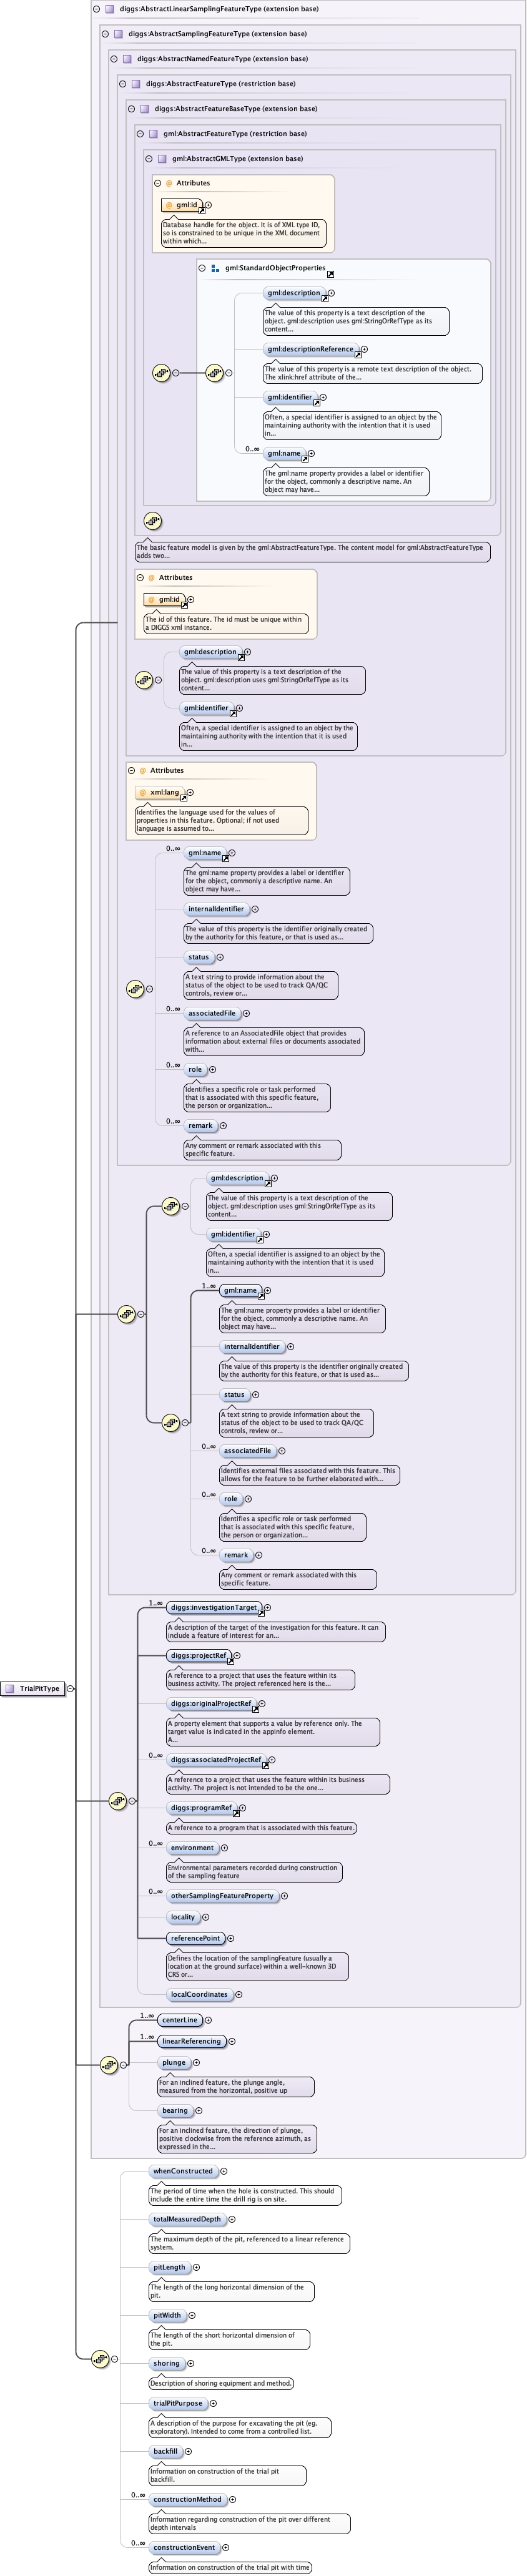 diggs:AbstractLinearSamplingFeatureType (extension base)
diggs:AbstractSamplingFeatureType (extension base)
diggs:AbstractNamedFeatureType (extension base)
diggs:AbstractFeatureType (restriction base)
diggs:AbstractFeatureBaseType (extension base)
gml:AbstractFeatureType (restriction base)
gml:AbstractGMLType (extension base)
Attributes
gml:id
Database handle for the object. It is of XML type ID,
so is constrained to be unique in the XML document
within which...
gml:StandardObjectProperties
gml:description
The value of this property is a text description of the
object. gml:description uses gml:StringOrRefType as its
content...
gml:descriptionReference
The value of this property is a remote text description of the object.
The xlink:href attribute of the...
gml:identifier
Often, a special identifier is assigned to an object by the
maintaining authority with the intention that it is used
in...
0..∞
gml:name
The gml:name property provides a label or identifier
for the object, commonly a descriptive name. An
object may have...
The basic feature model is given by the gml:AbstractFeatureType. The content model for gml:AbstractFeatureType
adds two...
Attributes
gml:id
The id of this feature. The id must be unique within
a DIGGS xml instance.
gml:description
The value of this property is a text description of the
object. gml:description uses gml:StringOrRefType as its
content...
gml:identifier
Often, a special identifier is assigned to an object by the
maintaining authority with the intention that it is used
in...
Attributes
xml:lang
Identifies the language used for the values of
properties in this feature. Optional; if not used
language is assumed to...
0..∞
gml:name
The gml:name property provides a label or identifier
for the object, commonly a descriptive name. An
object may have...
internalIdentifier
The value of this property is the identifier originally created
by the authority for this feature, or that is used as...
status
A text string to provide information about the
status of the object to be used to track QA/QC
controls, review or...
0..∞
associatedFile
A reference to an AssociatedFile object that provides
information about external files or documents associated
with...
0..∞
role
Identifies a specific role or task performed
that is associated with this specific feature,
the person or organization...
0..∞
remark
Any comment or remark associated with this
specific feature.
gml:description
The value of this property is a text description of the
object. gml:description uses gml:StringOrRefType as its
content...
gml:identifier
Often, a special identifier is assigned to an object by the
maintaining authority with the intention that it is used
in...
1..∞
gml:name
The gml:name property provides a label or identifier
for the object, commonly a descriptive name. An
object may have...
internalIdentifier
The value of this property is the identifier originally created
by the authority for this feature, or that is used as...
status
A text string to provide information about the
status of the object to be used to track QA/QC
controls, review or...
0..∞
associatedFile
Identifies external files associated with this feature. This
allows for the feature to be further elaborated with...
0..∞
role
Identifies a specific role or task performed
that is associated with this specific feature,
the person or organization...
0..∞
remark
Any comment or remark associated with this
specific feature.
1..∞
diggs:investigationTarget
A description of the target of the investigation for this feature. It can
include a feature of interest for an...
diggs:projectRef
A reference to a project that uses the feature within its
business activity. The project referenced here is the...
TrialPitType
diggs:originalProjectRef
A property element that supports a value by reference only. The
target value is indicated in the appinfo element.
A...
0..∞
diggs:associatedProjectRef
A reference to a project that uses the feature within its business
activity. The project is not intended to be the one...
diggs:programRef
A reference to a program that is associated with this feature.
0..∞
environment
Environmental parameters recorded during construction
of the sampling feature
0..∞
otherSamplingFeatureProperty
locality
referencePoint
Defines the location of the samplingFeature (usually a
location at the ground surface) within a well-known 3D
CRS or...
localCoordinates
1..∞
centerLine
1..∞
linearReferencing
plunge
For an inclined feature, the plunge angle,
measured from the horizontal, positive up
bearing
For an inclined feature, the direction of plunge,
positive clockwise from the reference azimuth, as
expressed in the...
whenConstructed
The period of time when the hole is constructed. This should
include the entire time the drill rig is on site.
totalMeasuredDepth
The maximum depth of the pit, referenced to a linear reference
system.
pitLength
The length of the long horizontal dimension of the
pit.
pitWidth
The length of the short horizontal dimension of
the pit.
shoring
Description of shoring equipment and method.
trialPitPurpose
A description of the purpose for excavating the pit (eg.
exploratory). Intended to come from a controlled list.
backfill
Information on construction of the trial pit
backfill.
0..∞
constructionMethod
Information regarding construction of the pit over different
depth intervals
0..∞
constructionEvent
Information on construction of the trial pit with time